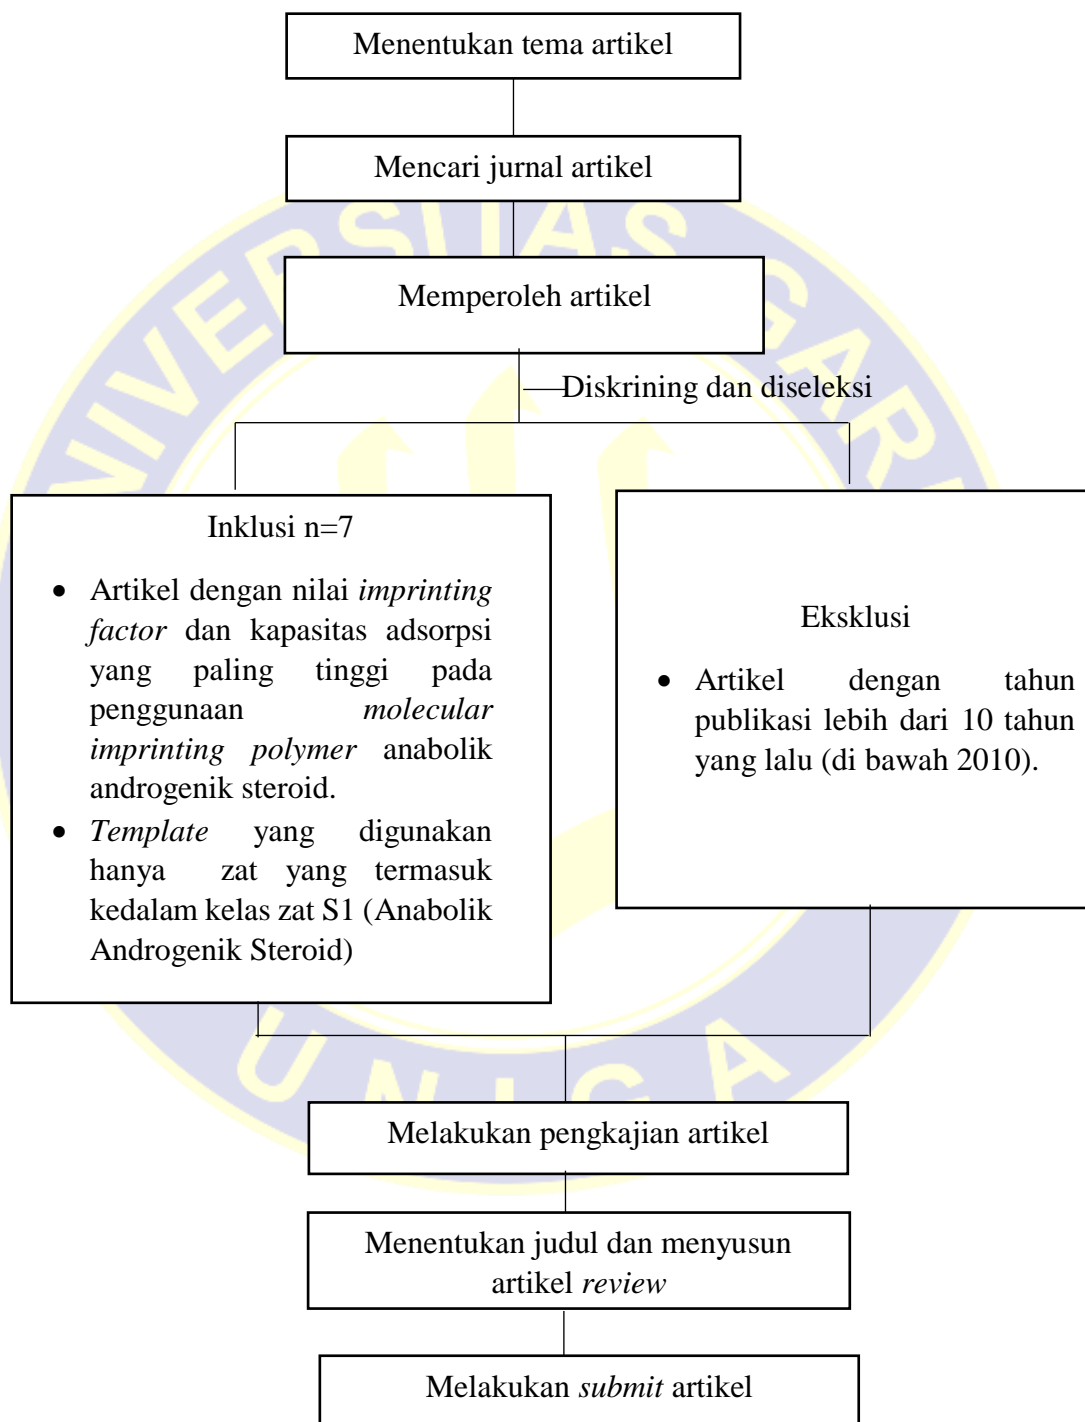 Menentukan tema artikel
Mencari jurnal artikel
Memperoleh artikel
Diskrining dan diseleksi
Inklusi n=7
• Artikel dengan nilai imprinting
factor dan kapasitas adsorpsi
yang paling tinggi pada
penggunaan molecular
imprinting polymer anabolik
androgenik steroid.
• Template yang digunakan
hanya zat yang termasuk
kedalam kelas zat S1 (Anabolik
Androgenik Steroid)
Eksklusi
• Artikel dengan tahun
publikasi lebih dari 10 tahun
yang lalu (di bawah 2010).
Melakukan pengkajian artikel
Menentukan judul dan menyusun
artikel review
Melakukan submit artikel
UNIGA